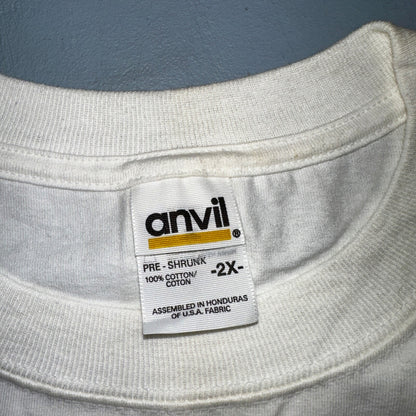 anvil®
PRE-SHRUNK
100% COTTON/
COTON
-2X-
ASSEMBLED IN HONDURAS
of U.S.A. FABRIC